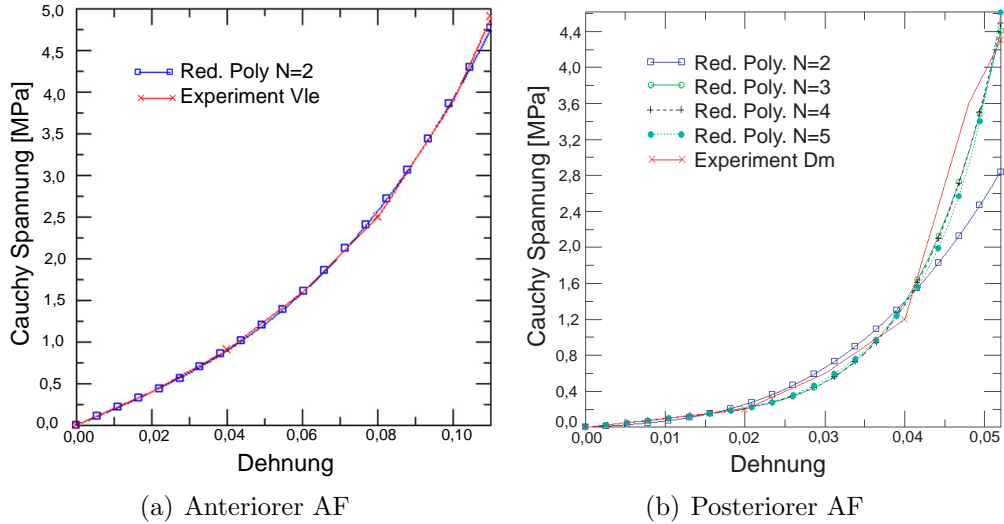 5,0
4,5
4,0
3,5
3,0
2,5
2,0
1,5
1,0
0,5
0,0
Cauchy Spannung [MPa]
Red. Poly N=2
Experiment Vle
0,00 0,02 0,04 0,06 0,08 0,10
Dehnung
(a) Anteriorer AF
4,4
4,0
3,6
3,2
2,8
2,4
2,0
1,6
1,2
0,8
0,4
0,0
Cauchy Spannung [MPa]
Red. Poly. N=2
Red. Poly. N=3
Red. Poly. N=4
Red. Poly. N=5
Experiment Dm
0,00 0,01 0,02 0,03 0,04 0,05
Dehnung
(b) Posteriorer AF